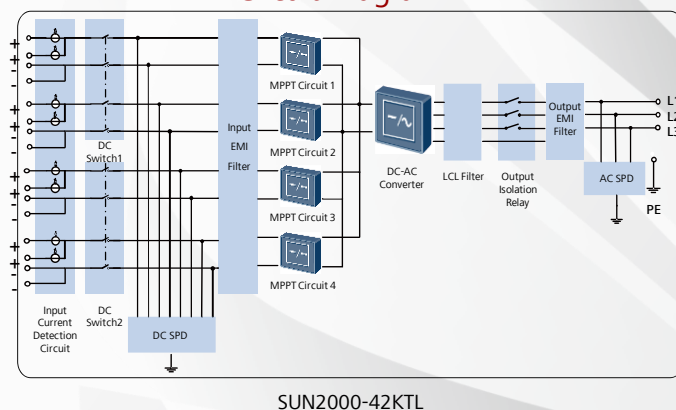 +
+
-
-
+
+
-
-
+
+
-
-
+
+
-
-
DC
Switch1
Input
EMI
Filter
MPPT Circuit 1
MPPT Circuit 2
MPPT Circuit 3
MPPT Circuit 4
DC-AC
Converter
LCL Filter
Output
Isolation
Relay
Output
EMI
Filter
L1
L2
L3
AC SPD
PE
Input
Current
Detection
Circuit
DC
Switch2
DC SPD
SUN2000-42KTL